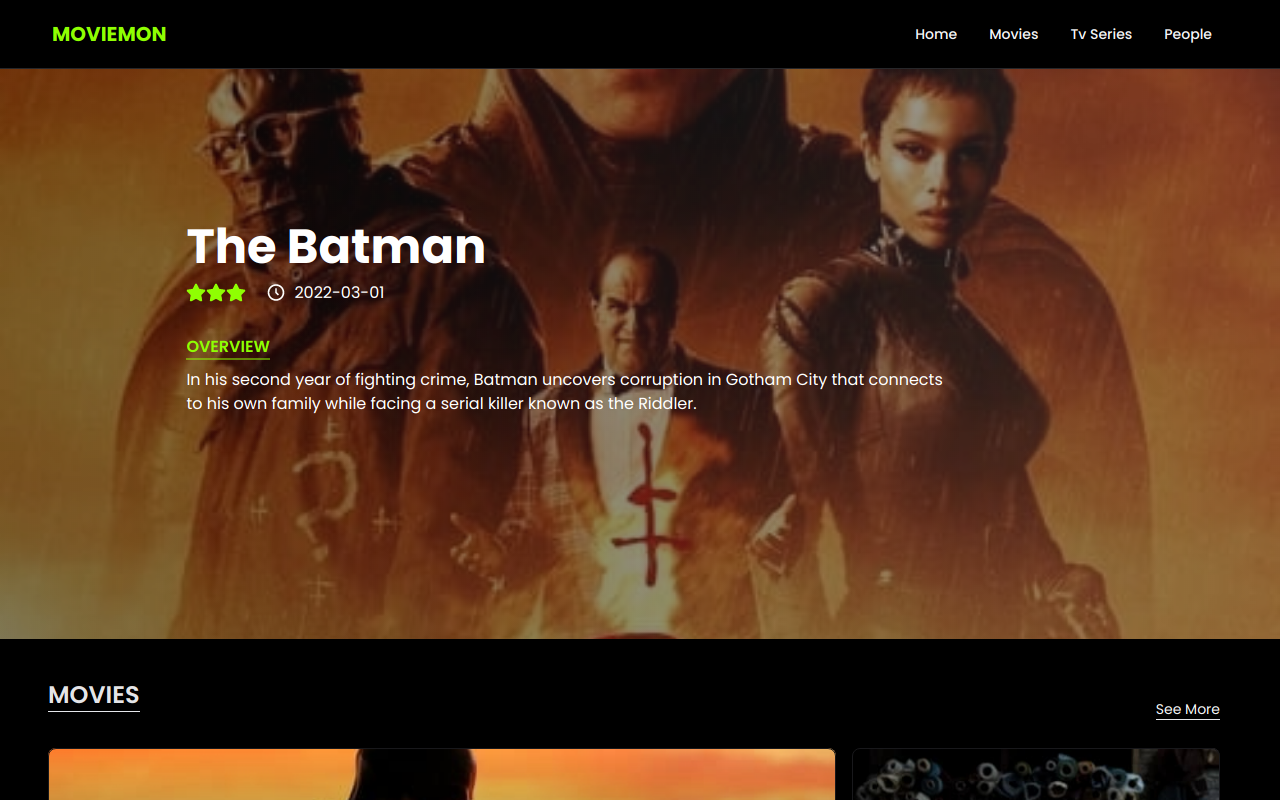 MOVIEMON
Home
Movies
Tv Series
People
The Batman
2022-03-01
OVERVIEW
In his second year of fighting crime, Batman uncovers corruption in Gotham City that connects
to his own family while facing a serial killer known as the Riddler.
?
MOVIES
See More